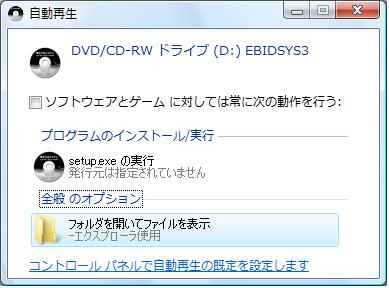 自動再生
DVD/CD-RW ドライブ (D:) EBIDSYS3
ソフトウェアとゲーム に対しては常に次の動作を行う:
プログラムのインストール/実行
setup.exe の実行
発行元は指定されていません
全般 のオプション
フォルダを開いてファイルを表示
-エクスプローラ使用
コントロール パネルで自動再生の既定を設定します